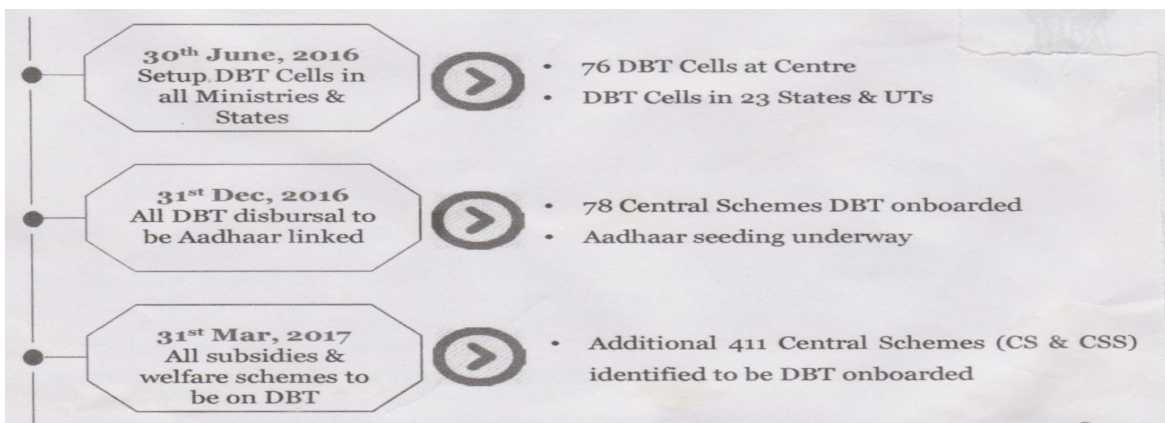 30th June, 2016
Setup DBT Cells in
all Ministries &
States
• 76 DBT Cells at Centre
• DBT Cells in 23 States & UTs
31st Dec, 2016
All DBT disbursal to
be Aadhaar linked
• 78 Central Schemes DBT onboarded
• Aadhaar seeding underway
31st Mar, 2017
All subsidies &
welfare schemes to
be on DBT
• Additional 411 Central Schemes (CS & CSS)
identified to be DBT onboarded